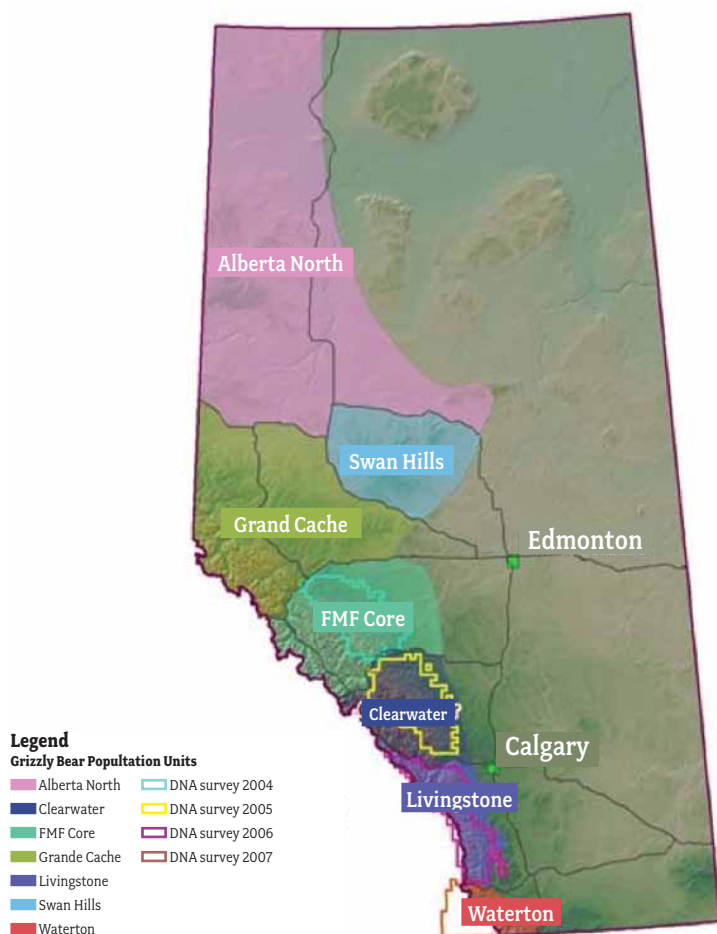 Alberta North
Swan Hills
Grand Cache
Edmonton
FMF Core
Clearwater
Calgary
Livingstone
Waterton
Legend
Grizzly Bear Popultation Units
Alberta North
Clearwater
FMF Core
Grande Cache
Livingstone
Swan Hills
Waterton
DNA survey 2004
DNA survey 2005
DNA survey 2006
DNA survey 2007